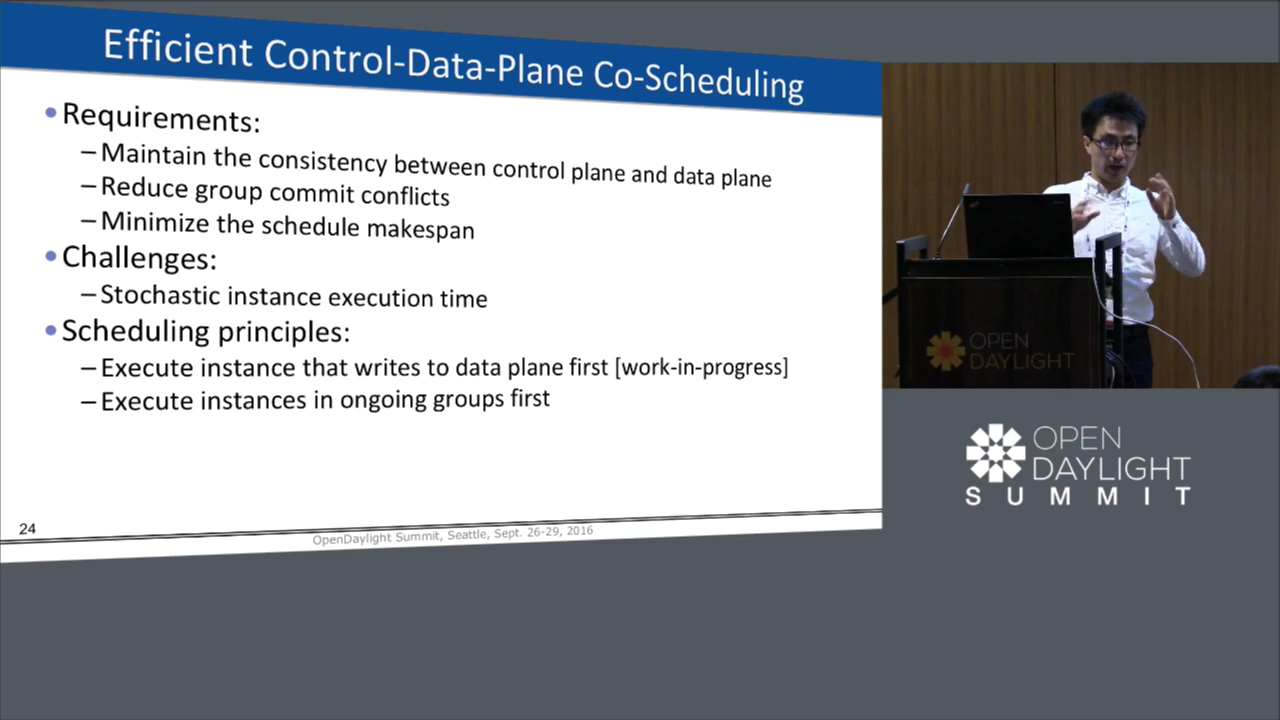 Efficient Control-Data-Plane Co-Scheduling
• Requirements:
– Maintain the consistency between control plane and data plane
– Reduce group commit conflicts
– Minimize the schedule makespan
• Challenges:
– Stochastic instance execution time
• Scheduling principles:
– Execute instance that writes to data plane first [work-in-progress]
– Execute instances in ongoing groups first
24
OpenDaylight Summit, Seattle, Sept. 26-29, 2016
OPEN
DAYLIGHT
OPEN
DAYLIGHT
SUMMIT